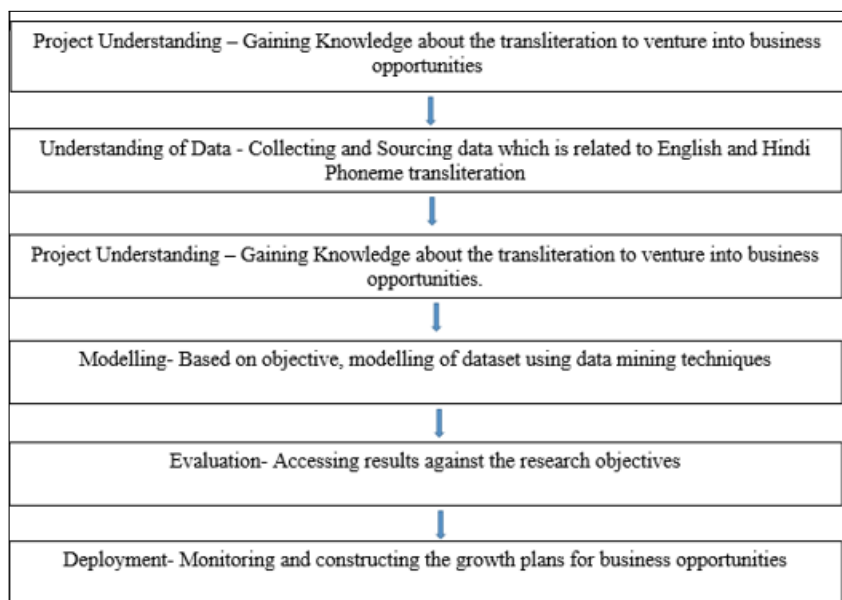 Project Understanding – Gaining Knowledge about the transliteration to venture into business
opportunities
Understanding of Data - Collecting and Sourcing data which is related to English and Hindi
Phoneme transliteration
Project Understanding – Gaining Knowledge about the transliteration to venture into business
opportunities.
Modelling- Based on objective, modelling of dataset using data mining techniques
Evaluation- Accessing results against the research objectives
Deployment- Monitoring and constructing the growth plans for business opportunities